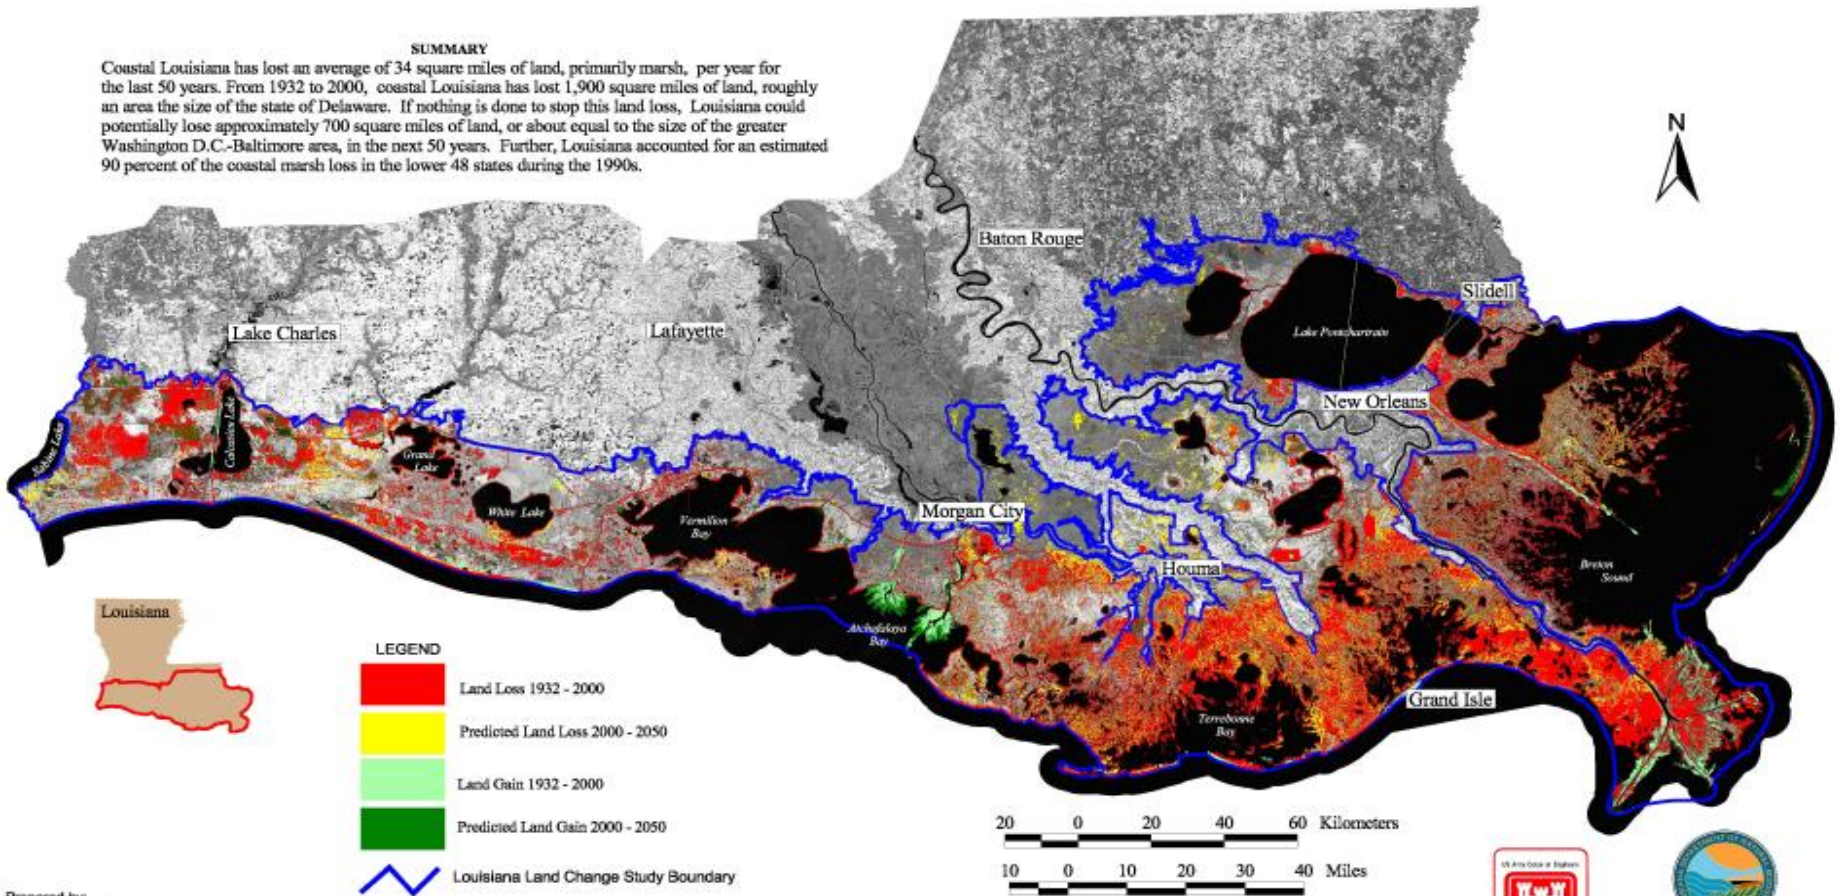 SUMMARY
Coastal Louisiana has lost an average of 34 square miles of land, primarily marsh, per year for
the last 50 years. From 1932 to 2000, coastal Louisiana has lost 1,900 square miles of land, roughly
an area the size of the state of Delaware. If nothing is done to stop this land loss, Louisiana could
potentially lose approximately 700 square miles of land, or about equal to the size of the greater
Washington D.C.-Baltimore area, in the next 50 years. Further, Louisiana accounted for an estimated
90 percent of the coastal marsh loss in the lower 48 states during the 1990s.
N
Baton Rouge
Slidell
Lake Charles
Lafayette
Lake Pontchartrain
New Orleans
Sabine Lake
Calcasieu Lake
Grand
Lake
White Lake
Vermilion
Bay
Morgan City
Houma
Breton
Sound
Atchafalaya
Bay
Terrebonne
Bay
Grand Isle
Louisiana
LEGEND
Land Loss 1932 - 2000
Predicted Land Loss 2000 - 2050
Land Gain 1932 - 2000
Predicted Land Gain 2000 - 2050
Louisiana Land Change Study Boundary
20 0 20 40 60 Kilometers
10 0 10 20 30 40 Miles
US Army Corps of Engineers